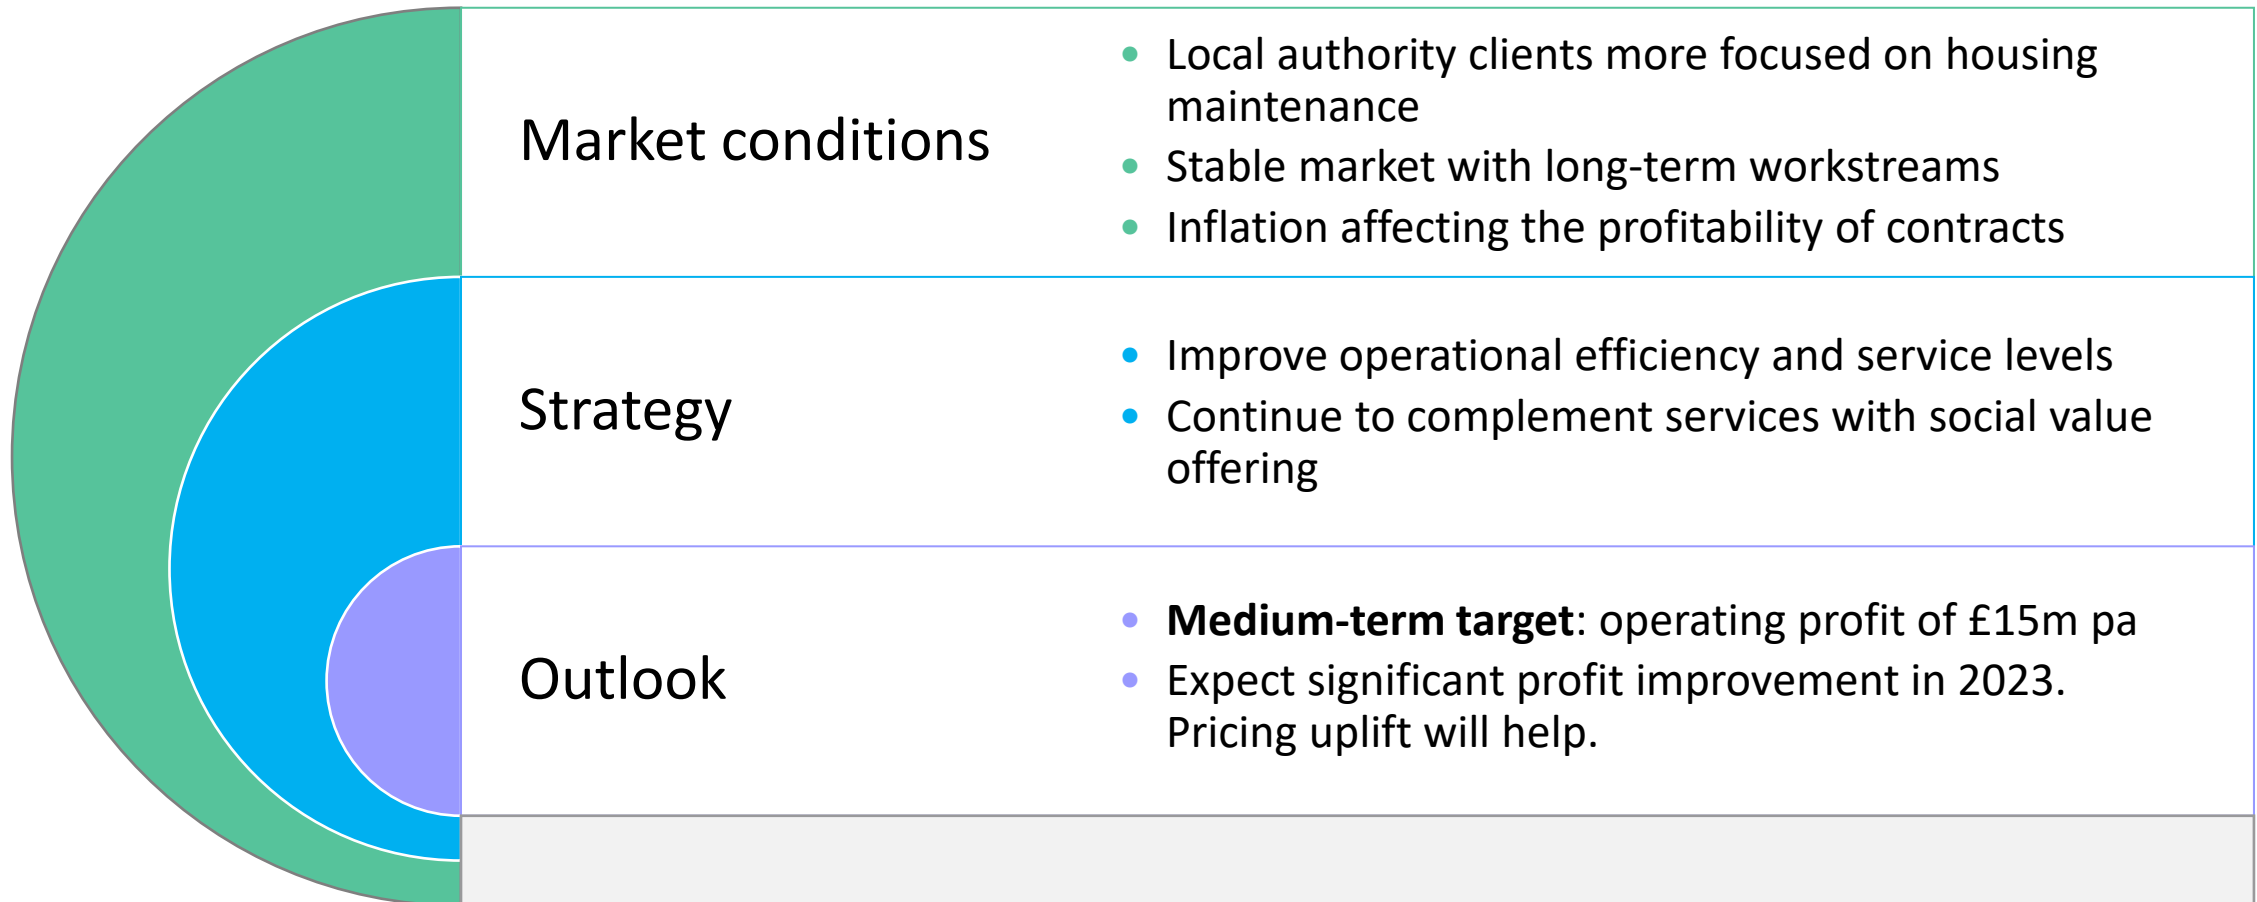 Market conditions
• Local authority clients more focused on housing
maintenance
• Stable market with long-term workstreams
• Inflation affecting the profitability of contracts
Strategy
• Improve operational efficiency and service levels
• Continue to complement services with social value
offering
Outlook
• Medium-term target: operating profit of £15m pa
• Expect significant profit improvement in 2023.
Pricing uplift will help.